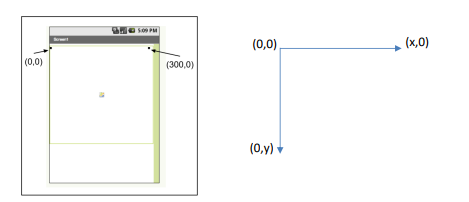 5:09 PM
Screen1
(0,0)
(300,0)
(0,0)
(x,0)
(0,y)